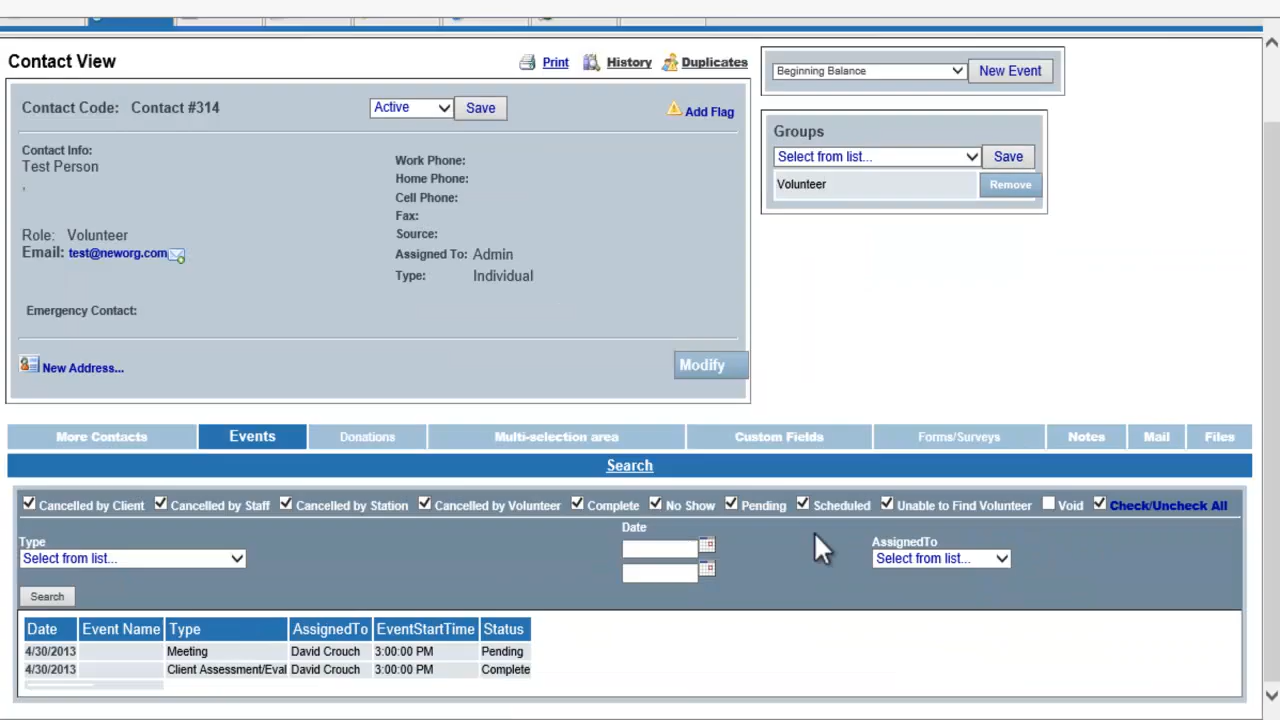 Contact View
Print History Duplicates
Contact Code: Contact #314
Active Save
Add Flag
Contact Info:
Test Person
,
Role: Volunteer
Email: test@neworg.com
Emergency Contact:
Work Phone:
Home Phone:
Cell Phone:
Fax:
Source:
Assigned To: Admin
Type: Individual
New Address...
Modify
Beginning Balance New Event
Groups
Select from list... Save
Volunteer Remove
More Contacts Events Donations Multi-selection area Custom Fields Forms/Surveys Notes Mail Files
Search
Cancelled by Client Cancelled by Staff Cancelled by Station Cancelled by Volunteer Complete No Show Pending Scheduled Unable to Find Volunteer Void Check/Uncheck All
Type
Select from list...
Date
AssignedTo
Select from list...
Search
Date Event Name Type AssignedTo EventStartTime Status
4/30/2013 Meeting David Crouch 3:00:00 PM Pending
4/30/2013 Client Assessment/Eval David Crouch 3:00:00 PM Complete